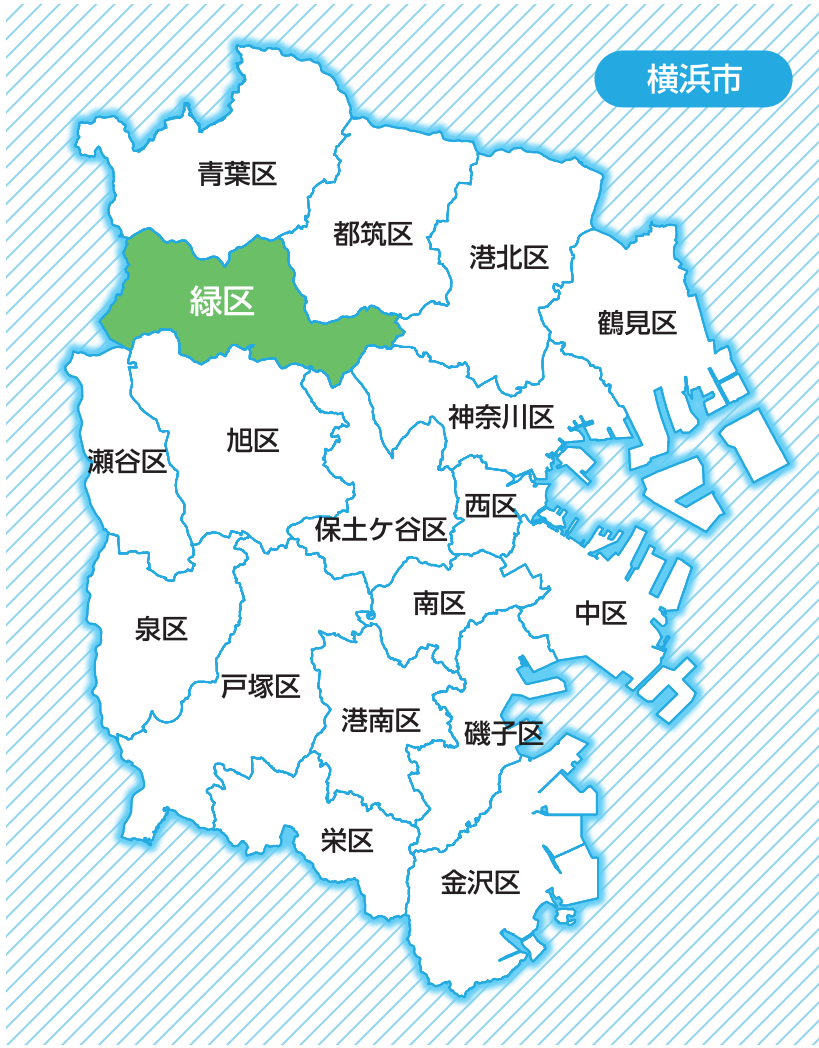 横浜市
青葉区
都筑区
港北区
緑区
鶴見区
神奈川区
旭区
瀬谷区
西区
保土ケ谷区
南区
中区
泉区
戸塚区
港南区
磯子区
栄区
金沢区